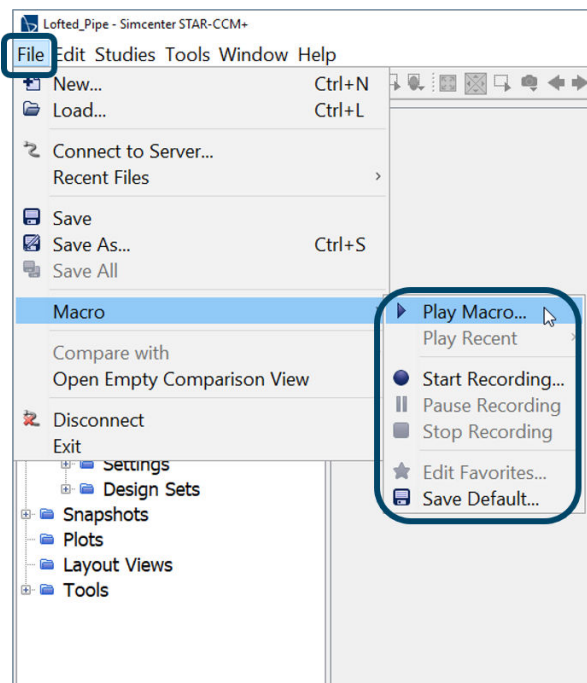 Lofted_Pipe - Simcenter STAR-CCM+
File Edit Studies Tools Window Help
New... Ctrl+N
Load... Ctrl+L
Connect to Server...
Recent Files
Save
Save As... Ctrl+S
Save All
Macro
Play Macro...
Play Recent
Start Recording...
Pause Recording
Stop Recording
Edit Favorites...
Save Default...
Compare with
Open Empty Comparison View
Disconnect
Exit
Settings
Design Sets
Snapshots
Plots
Layout Views
Tools